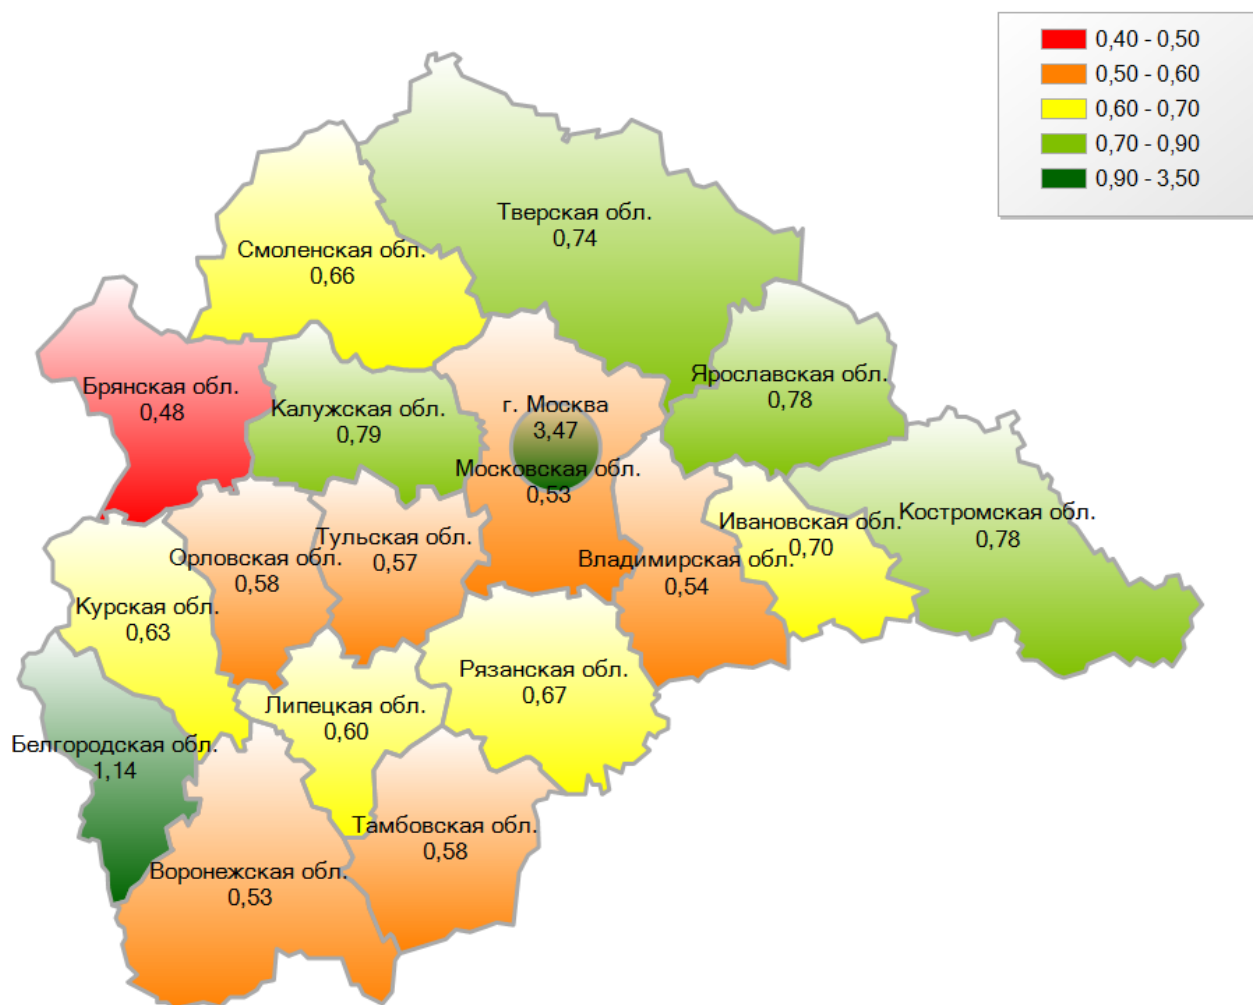 0,40 - 0,50
0,50 - 0,60
0,60 - 0,70
0,70 - 0,90
0,90 - 3,50
Тверская обл.
0,74
Смоленская обл.
0,66
Ярославская обл.
0,78
Брянская обл.
0,48
Калужская обл.
0,79
г. Москва
3,47
Московская обл.
0,53
Костромская обл.
0,78
Ивановская обл.
0,70
Владимирская обл.
0,54
Тульская обл.
0,57
Орловская обл.
0,58
Курская обл.
0,63
Рязанская обл.
0,67
Липецкая обл.
0,60
Белгородская обл.
1,14
Тамбовская обл.
0,58
Воронежская обл.
0,53